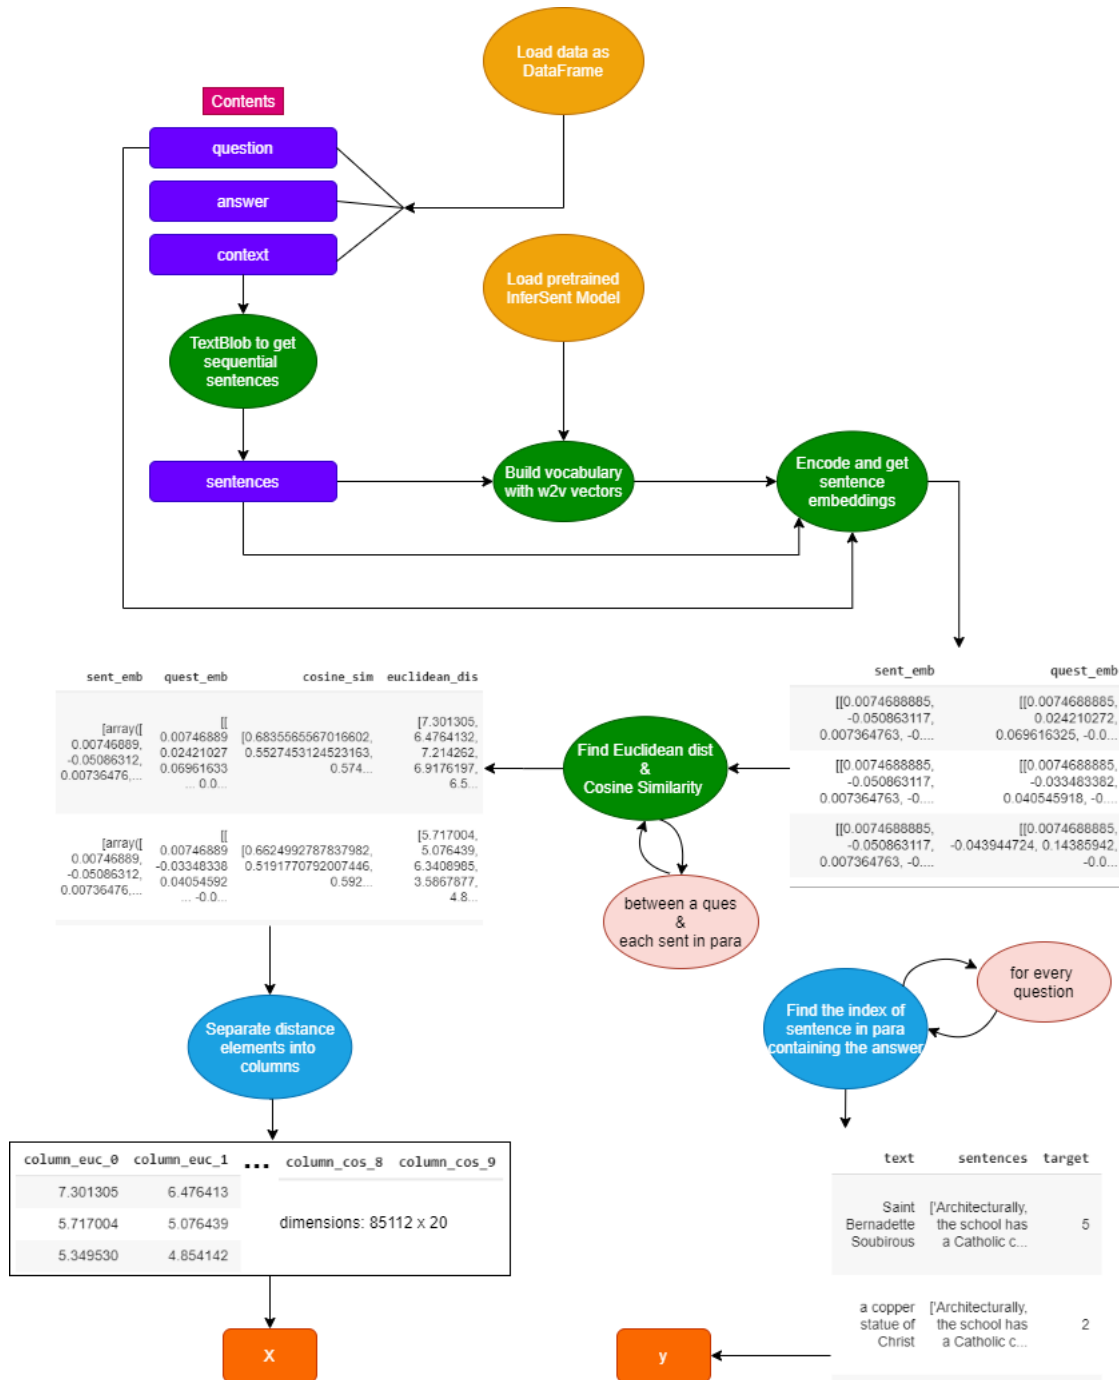 Load data as
DataFrame
Contents
question
answer
context
Load pretrained
InferSent Model
TextBlob to get
sequential
sentences
sentences
Build vocabulary
with w2v vectors
Encode and get
sentence
embeddings
sent_emb quest_emb
[[0.0074688885, [[0.0074688885,
-0.050863117, 0.024210272,
0.007364763, -0.... 0.069616325, -0.0...
[[0.0074688885, [[0.0074688885,
-0.050863117, -0.033483382,
0.007364763, -0.... 0.040545918, -0....
[[0.0074688885, [[0.0074688885,
-0.050863117, -0.043944724, 0.14385942,
0.007364763, -0.... -0.0...
sent_emb quest_emb cosine_sim euclidean_dis
[array([
0.00746889,
-0.05086312,
0.00736476,...
[[
0.00746889
0.02421027
0.06961633
... 0.0...
[0.6835565567016602,
0.5527453124523163,
0.574...
[7.301305,
6.4764132,
7.214262,
6.9176197,
6.5...
[array([
0.00746889,
-0.05086312,
0.00736476,...
[[
0.00746889
-0.03348338
0.04054592
... -0.0...
[0.6624992787837982,
0.5191770792007446,
0.592...
[5.717004,
5.076439,
6.3408985,
3.5867877,
4.8...
Find Euclidean dist
&
Cosine Similarity
between a ques
&
each sent in para
Find the index of
sentence in para
containing the answer
for every
question
Separate distance
elements into
columns
column_euc_0 column_euc_1 ... column_cos_8 column_cos_9
7.301305 6.476413
5.717004 5.076439
5.349530 4.854142
dimensions: 85112 x 20
text sentences target
Saint
Bernadette
Soubirous
['Architecturally,
the school has
a Catholic c...
5
a copper
statue of
Christ
['Architecturally,
the school has
a Catholic c...
2
X
y